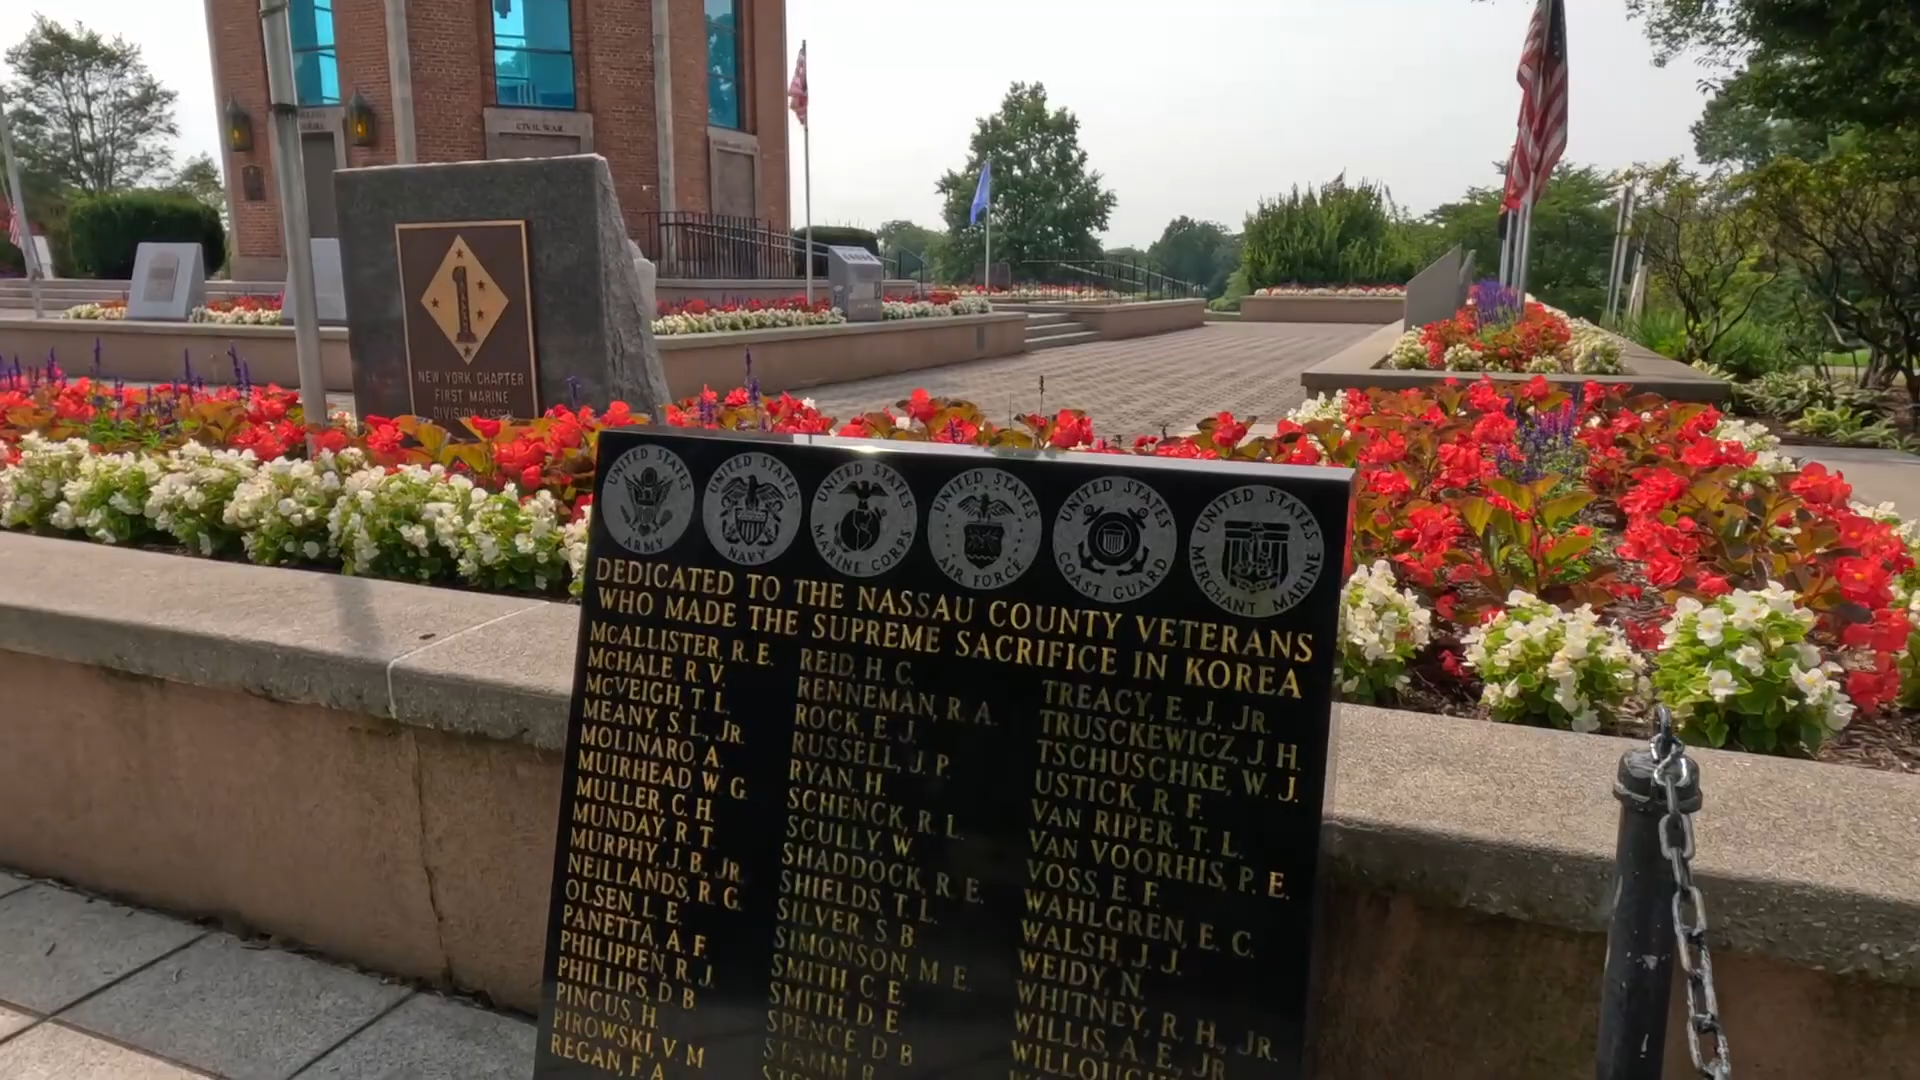 CIVIL WAR
1
NEW YORK CHAPTER
FIRST MARINE
DIVISION ASS'N
UNITED STATES ARMY
UNITED STATES NAVY
UNITED STATES MARINE CORPS
UNITED STATES AIR FORCE
UNITED STATES COAST GUARD
UNITED STATES MERCHANT MARINE
DEDICATED TO THE NASSAU COUNTY VETERANS
WHO MADE THE SUPREME SACRIFICE IN KOREA
MCALLISTER, R. E.
MCHALE, R. V.
MCVEIGH, T. L.
MEANY, S. L., JR.
MOLINARO, A.
MUIRHEAD W. G.
MULLER, C. H.
MUNDAY, R. T.
MURPHY, J. B., JR.
NEILLANDS, R. G.
OLSEN, L. E.
PANETTA, A. F.
PHILIPPEN, R. J.
PHILLIPS, D. B.
PINCUS, H.
PIROWSKI, V. M
REGAN, F. A.
REID, H. C.
RENNEMAN, R. A.
ROCK, E. J.
RUSSELL, J. P.
RYAN, H.
SCHENCK, R. L.
SCULLY, W.
SHADDOCK, R. E.
SHIELDS, T. L.
SILVER, S. B.
SIMONSON, M. E.
SMITH, C. E.
SMITH, D. E.
SPENCE, D. B
STAMM, R.
TREACY, E. J., JR.
TRUSCKEWICZ, J. H.
TSCHUSCHKE, W. J.
USTICK, R. F.
VAN RIPER, T. L.
VAN VOORHIS, P. E.
VOSS, E. F.
WAHLGREN, E. C.
WALSH, J. J.
WEIDY, N.
WHITNEY, R. H., JR.
WILLIS, A. E., JR